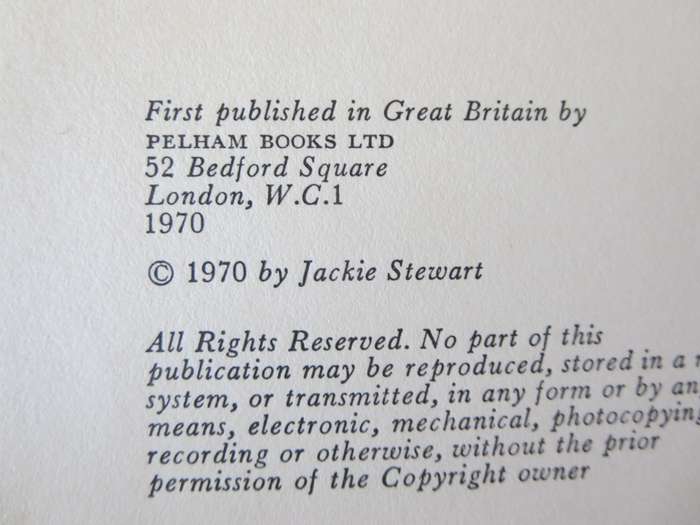 First published in Great Britain by
PELHAM BOOKS LTD
52 Bedford Square
London, W.C.1
1970
© 1970 by Jackie Stewart
All Rights Reserved. No part of this
publication may be reproduced, stored in a
system, or transmitted, in any form or by an
means, electronic, mechanical, photocopying
recording or otherwise, without the prior
permission of the Copyright owner